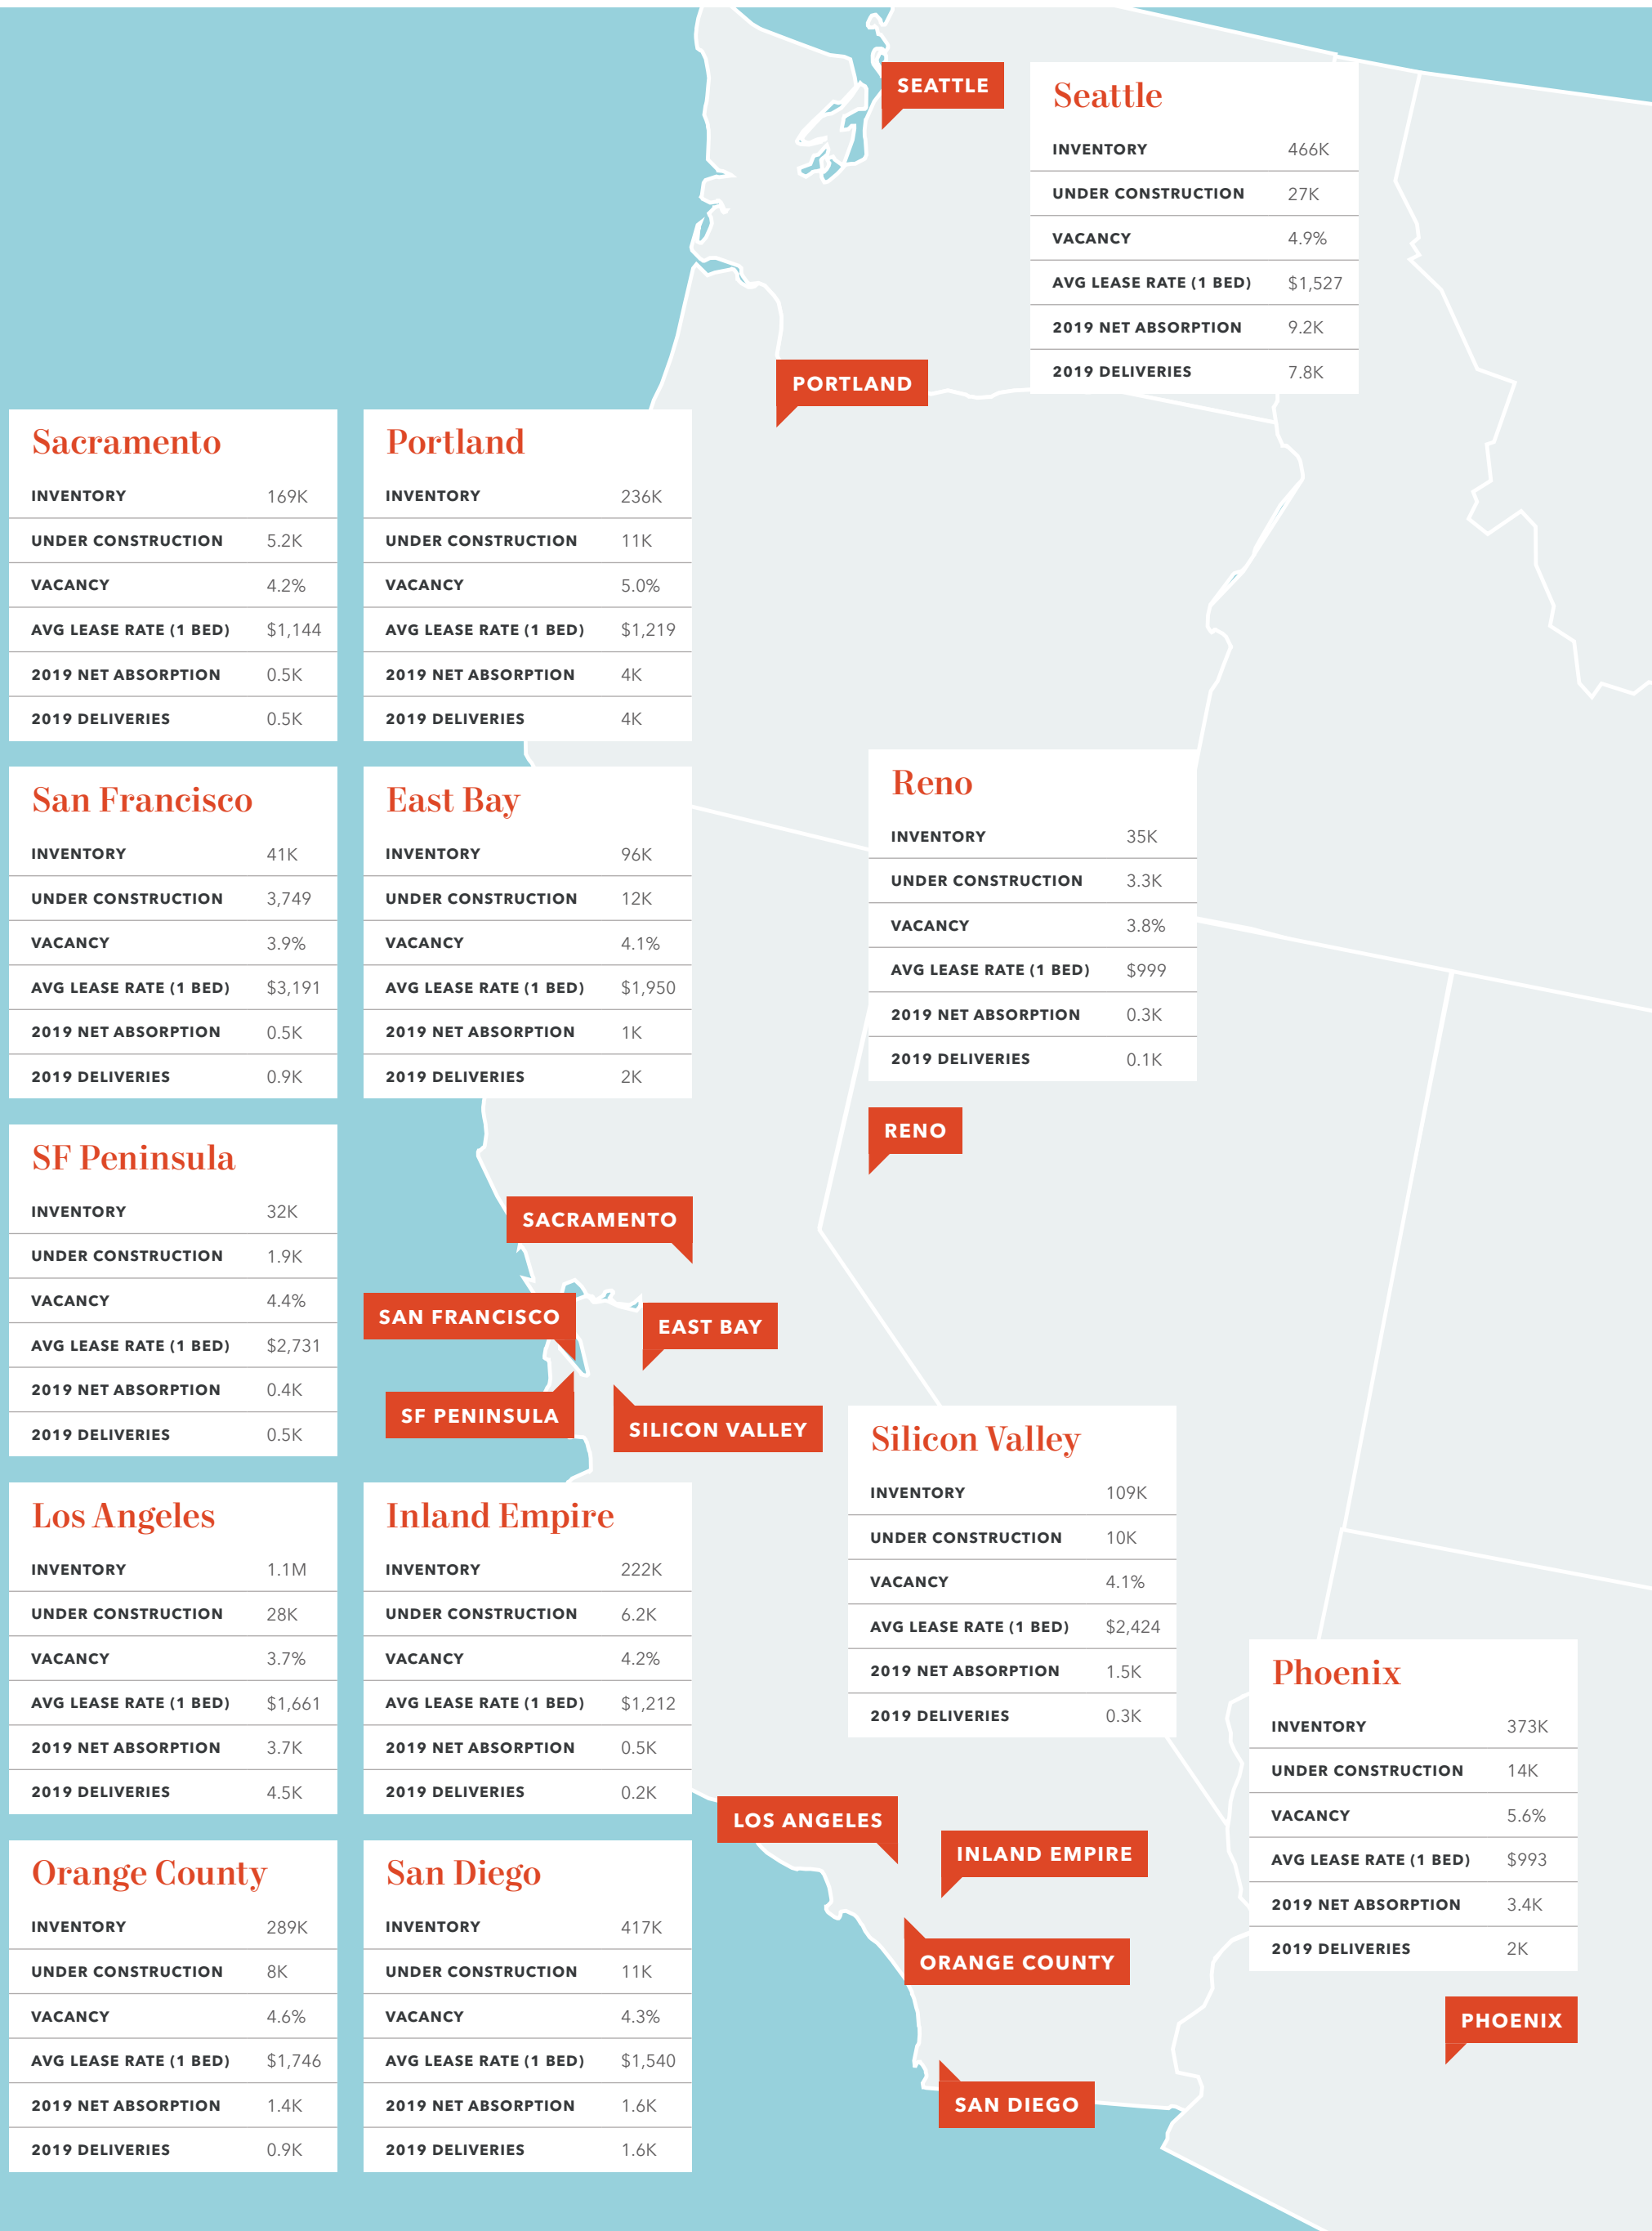 SEATTLE
Seattle
INVENTORY 466K
UNDER CONSTRUCTION 27K
VACANCY 4.9%
AVG LEASE RATE (1 BED) $1,527
2019 NET ABSORPTION 9.2K
2019 DELIVERIES 7.8K
PORTLAND
Sacramento
INVENTORY 169K
UNDER CONSTRUCTION 5.2K
VACANCY 4.2%
AVG LEASE RATE (1 BED) $1,144
2019 NET ABSORPTION 0.5K
2019 DELIVERIES 0.5K
Portland
INVENTORY 236K
UNDER CONSTRUCTION 11K
VACANCY 5.0%
AVG LEASE RATE (1 BED) $1,219
2019 NET ABSORPTION 4K
2019 DELIVERIES 4K
San Francisco
INVENTORY 41K
UNDER CONSTRUCTION 3,749
VACANCY 3.9%
AVG LEASE RATE (1 BED) $3,191
2019 NET ABSORPTION 0.5K
2019 DELIVERIES 0.9K
East Bay
INVENTORY 96K
UNDER CONSTRUCTION 12K
VACANCY 4.1%
AVG LEASE RATE (1 BED) $1,950
2019 NET ABSORPTION 1K
2019 DELIVERIES 2K
Reno
INVENTORY 35K
UNDER CONSTRUCTION 3.3K
VACANCY 3.8%
AVG LEASE RATE (1 BED) $999
2019 NET ABSORPTION 0.3K
2019 DELIVERIES 0.1K
RENO
SF Peninsula
INVENTORY 32K
UNDER CONSTRUCTION 1.9K
VACANCY 4.4%
AVG LEASE RATE (1 BED) $2,731
2019 NET ABSORPTION 0.4K
2019 DELIVERIES 0.5K
SACRAMENTO
SAN FRANCISCO
EAST BAY
SF PENINSULA
SILICON VALLEY
Silicon Valley
INVENTORY 109K
UNDER CONSTRUCTION 10K
VACANCY 4.1%
AVG LEASE RATE (1 BED) $2,424
2019 NET ABSORPTION 1.5K
2019 DELIVERIES 0.3K
Los Angeles
INVENTORY 1.1M
UNDER CONSTRUCTION 28K
VACANCY 3.7%
AVG LEASE RATE (1 BED) $1,661
2019 NET ABSORPTION 3.7K
2019 DELIVERIES 4.5K
Inland Empire
INVENTORY 222K
UNDER CONSTRUCTION 6.2K
VACANCY 4.2%
AVG LEASE RATE (1 BED) $1,212
2019 NET ABSORPTION 0.5K
2019 DELIVERIES 0.2K
Phoenix
INVENTORY 373K
UNDER CONSTRUCTION 14K
VACANCY 5.6%
AVG LEASE RATE (1 BED) $993
2019 NET ABSORPTION 3.4K
2019 DELIVERIES 2K
LOS ANGELES
INLAND EMPIRE
ORANGE COUNTY
PHOENIX
SAN DIEGO
Orange County
INVENTORY 289K
UNDER CONSTRUCTION 8K
VACANCY 4.6%
AVG LEASE RATE (1 BED) $1,746
2019 NET ABSORPTION 1.4K
2019 DELIVERIES 0.9K
San Diego
INVENTORY 417K
UNDER CONSTRUCTION 11K
VACANCY 4.3%
AVG LEASE RATE (1 BED) $1,540
2019 NET ABSORPTION 1.6K
2019 DELIVERIES 1.6K